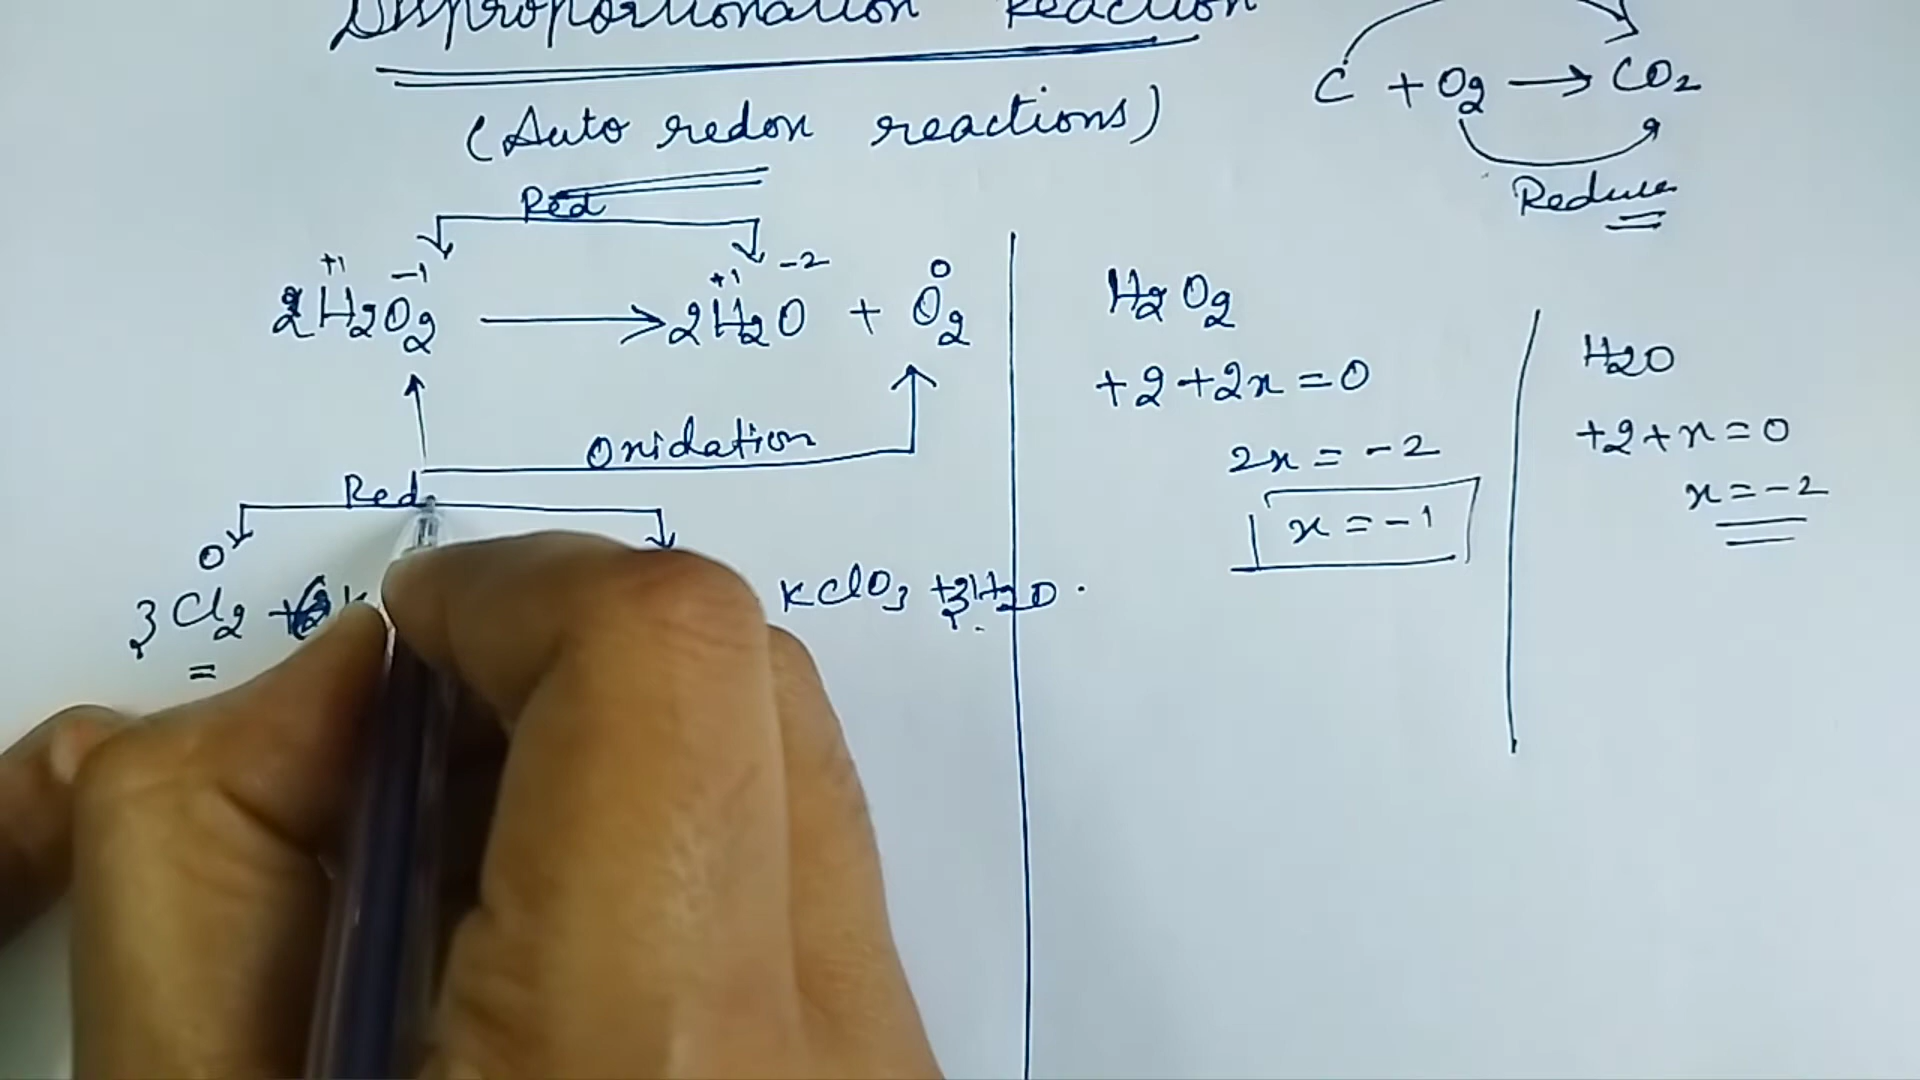 Disproportionation Reaction
(Auto redox reactions)
C + O2 → CO2
Reduce
Red
+1 -1 +1 -2 0
2H2O2 → 2H2O + O2
Oxidation
Red
0
3Cl2 + KClO3 + 3H2O
=
H2O2
+2+2x=0
2x = -2
x = -1
H2O
+2+x=0
x = -2